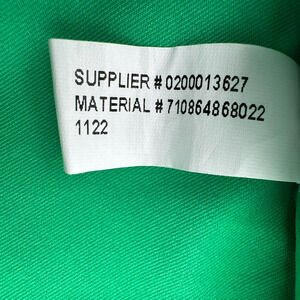 SUPPLIER # 0200013627
MATERIAL # 710864868022
1122